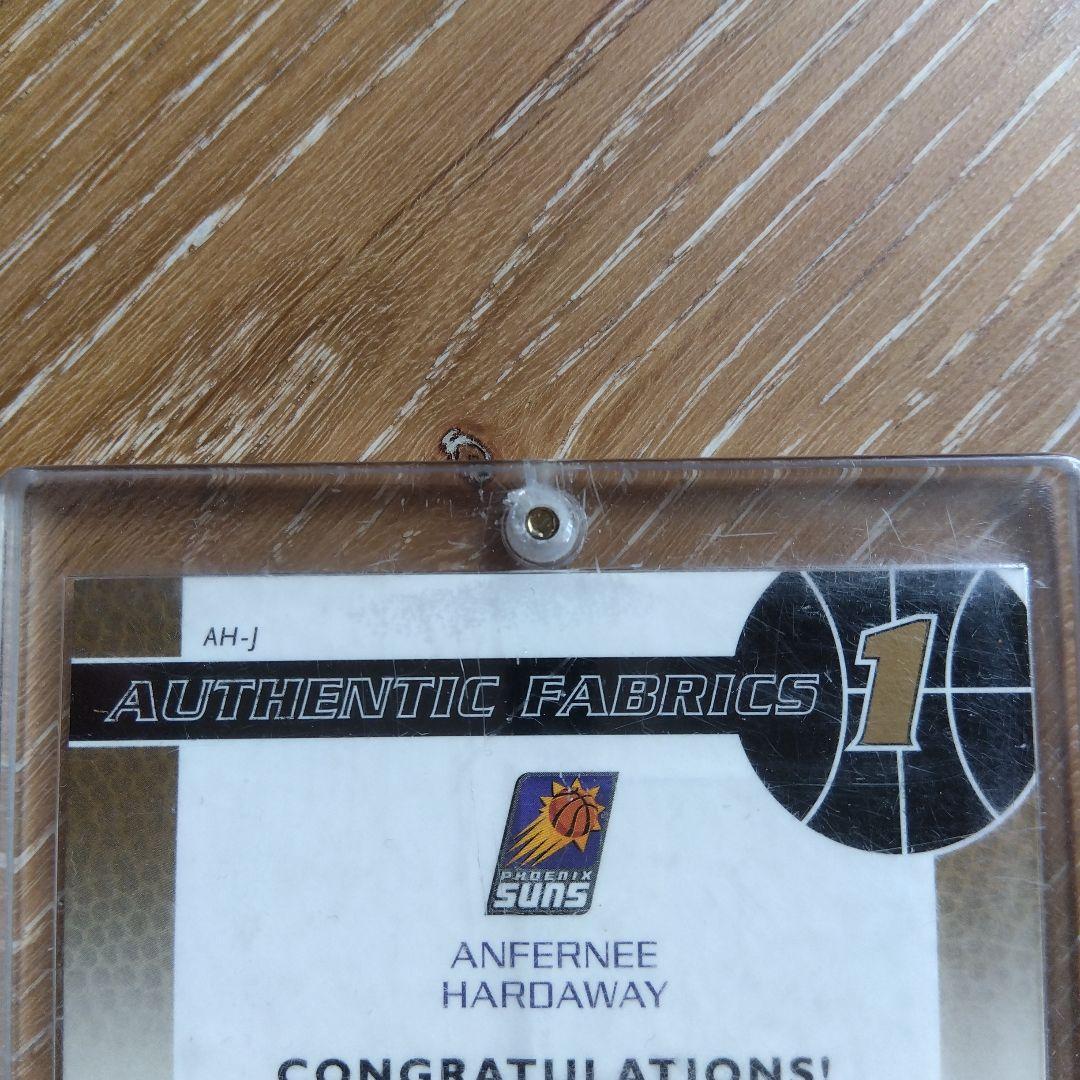 AH-J
AUTHENTIC FABRICS
1
PHOENIX
SUNS
ANFERNEE
HARDAWAY
CONGRATULATIONS!